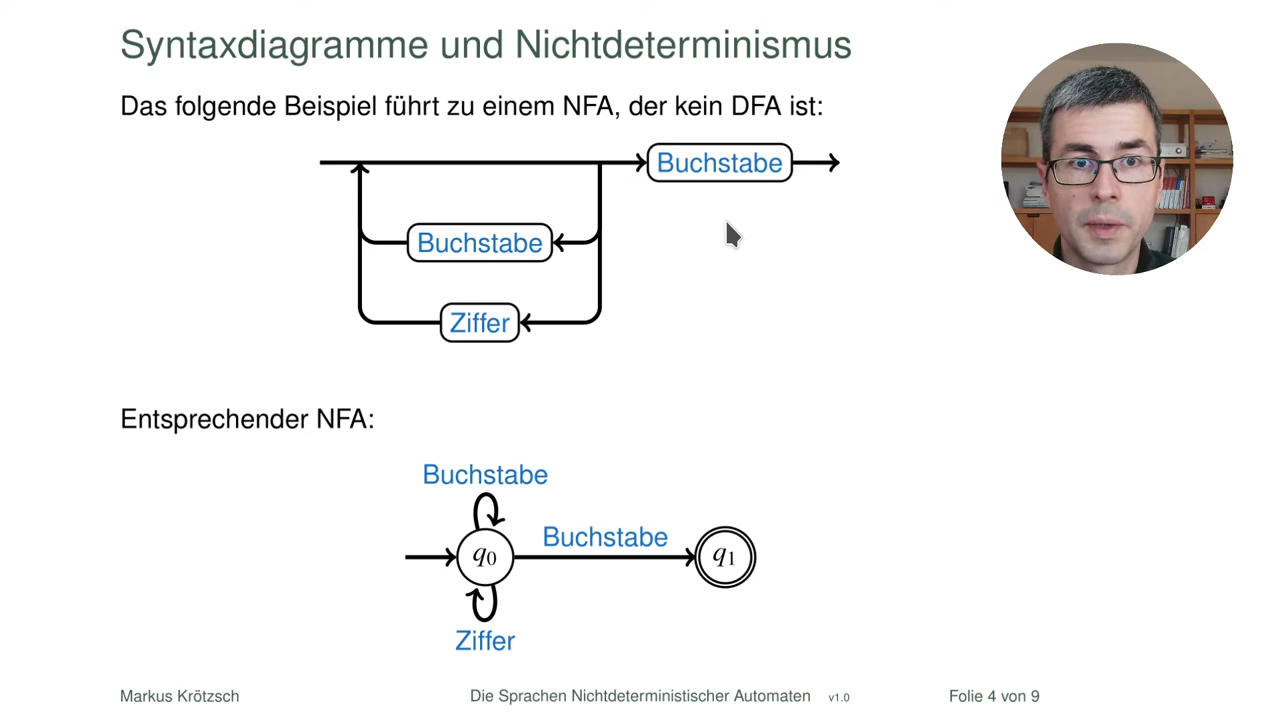 Syntaxdiagramme und Nichtdeterminismus
Das folgende Beispiel führt zu einem NFA, der kein DFA ist:
Buchstabe
Buchstabe
Ziffer
Entsprechender NFA:
Buchstabe
Buchstabe
q0
q1
Ziffer
Markus Krötzsch
Die Sprachen Nichtdeterministischer Automaten v1.0
Folie 4 von 9